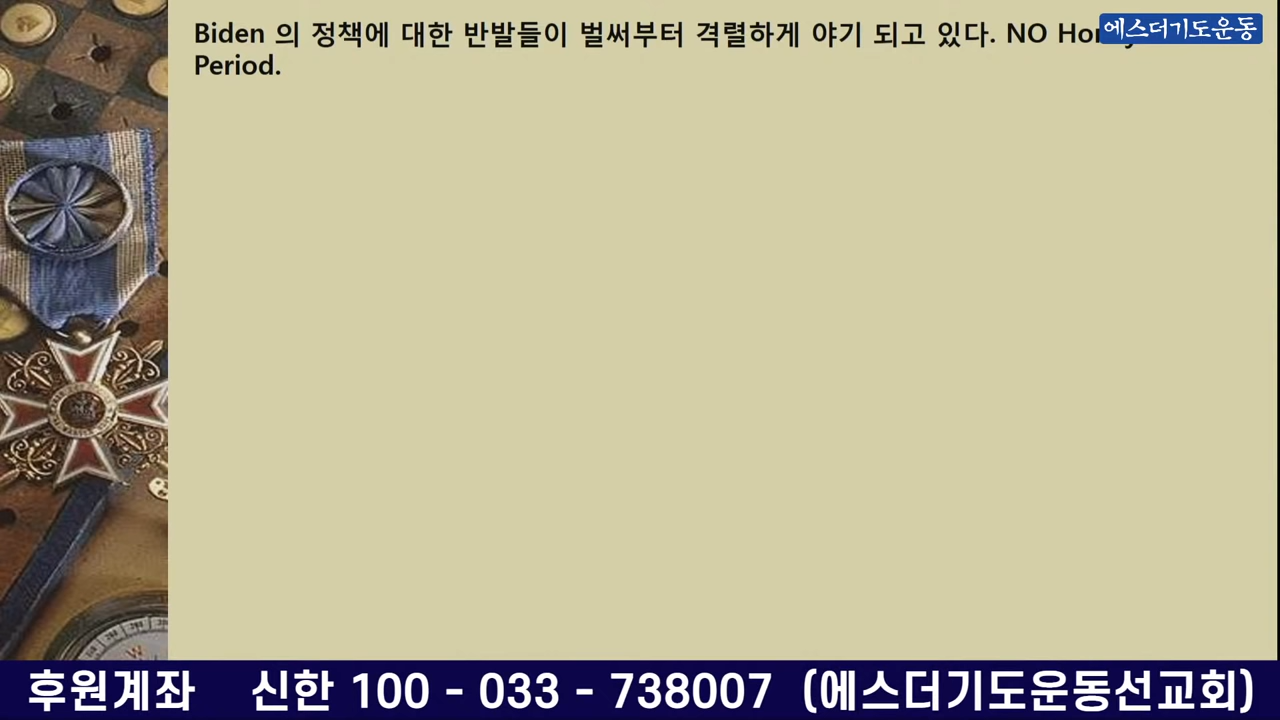 Biden 의 정책에 대한 반발들이 벌써부터 격렬하게 야기 되고 있다. NO
에스더기도운동
Period.
후원계좌 신한 100 - 033 - 738007 (에스더기도운동선교회)